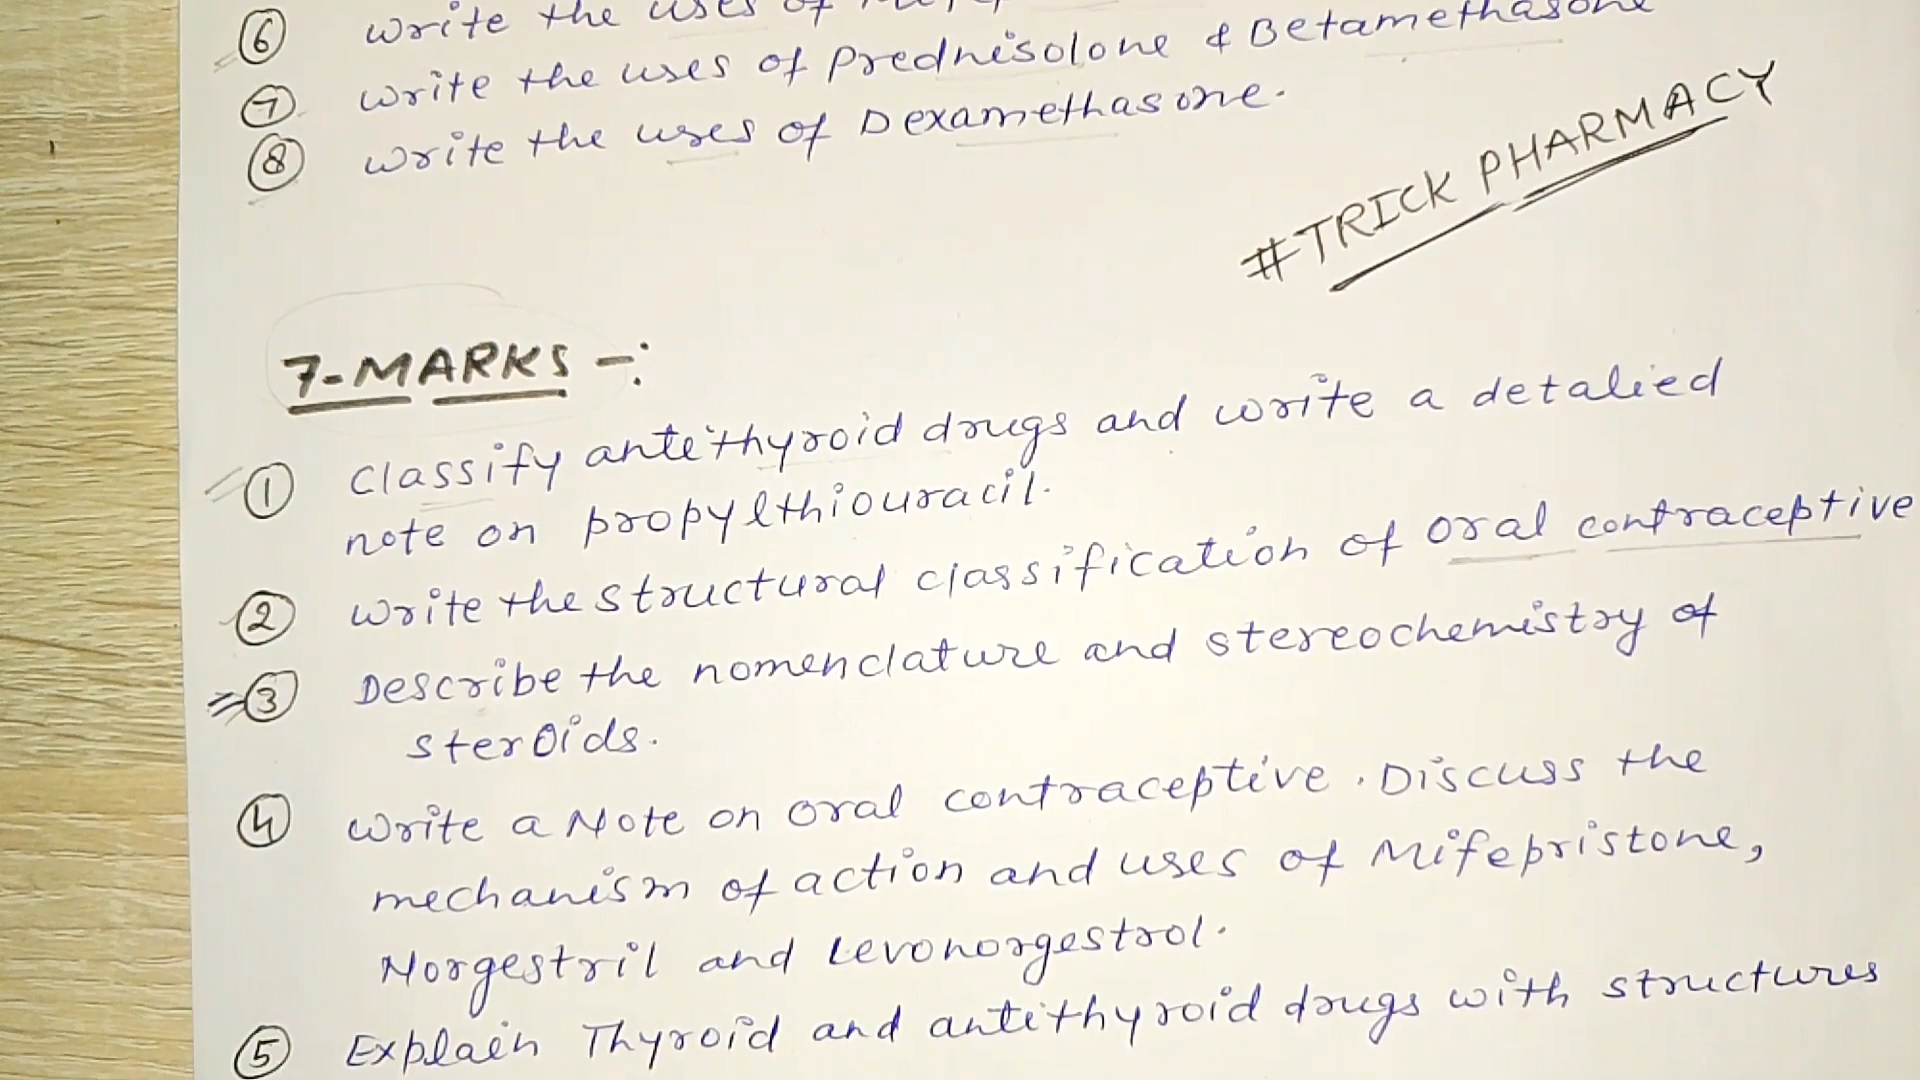 ⑥ write the uses of
⑦ write the uses of Prednisolone & Betamethasone
⑧ write the uses of Dexamethasone.
#TRICK PHARMACY
7-MARKS -:
① Classify antithyroid drugs and write a detalied
note on propylthiouracil.
② write the structural classification of oral contraceptive
③ Describe the nomenclature and stereochemistry of
steroids.
④ write a Note on oral contraceptive. Discuss the
mechanism of action and uses of Mifepristone,
Norgestril and Levonorgestrol.
⑤ Explain Thyroid and antithyroid drugs with structures